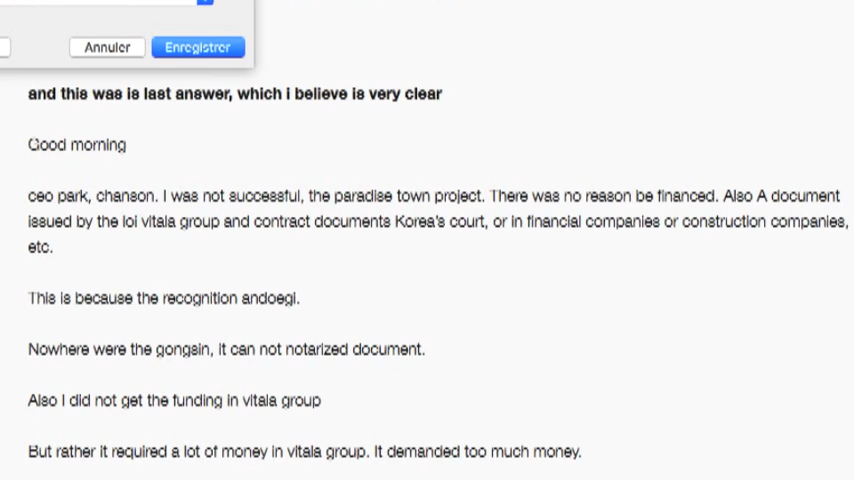 Annuler
Enregistrer
and this was is last answer, which i believe is very clear
Good morning
ceo park, chanson. I was not successful, the paradise town project. There was no reason be financed. Also A document
issued by the loi vitala group and contract documents Korea's court, or in financial companies or construction companies,
etc.
This is because the recognition andoegi.
Nowhere were the gongsin, it can not notarized document.
Also I did not get the funding in vitala group
But rather it required a lot of money in vitala group. It demanded too much money.